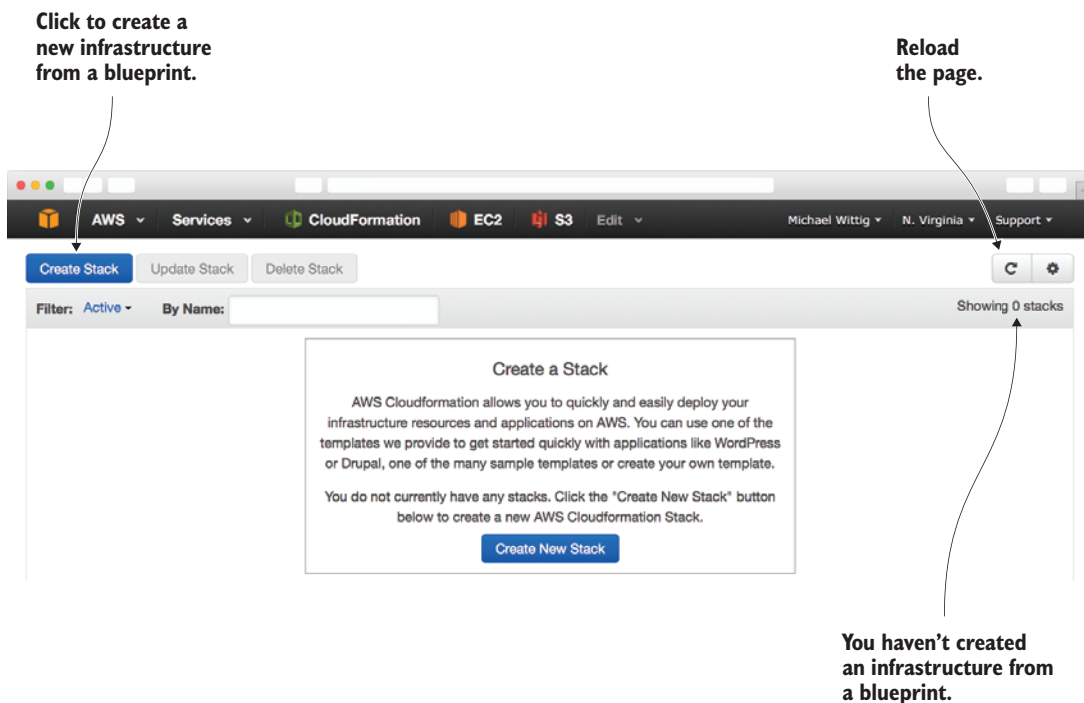 Click to create a
new infrastructure
from a blueprint.
Reload
the page.
AWS Services CloudFormation EC2 S3 Edit Michael Wittig N. Virginia Support
Create Stack Update Stack Delete Stack
Filter: Active By Name: Showing 0 stacks
Create a Stack
AWS Cloudformation allows you to quickly and easily deploy your
infrastructure resources and applications on AWS. You can use one of the
templates we provide to get started quickly with applications like WordPress
or Drupal, one of the many sample templates or create your own template.
You do not currently have any stacks. Click the "Create New Stack" button
below to create a new AWS Cloudformation Stack.
Create New Stack
You haven't created
an infrastructure from
a blueprint.